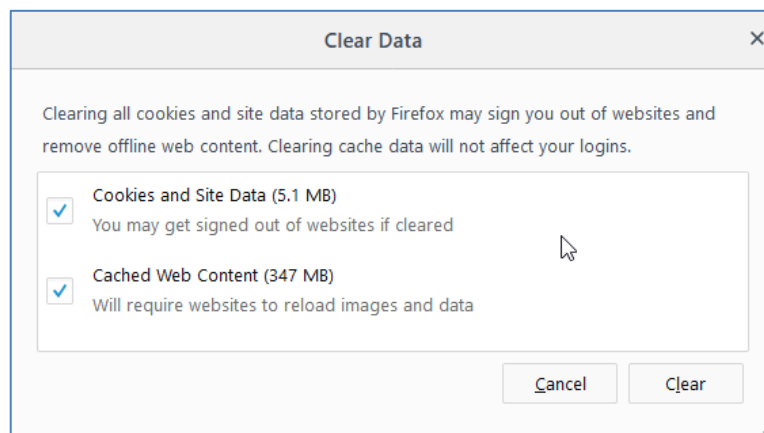 Clear Data
Clearing all cookies and site data stored by Firefox may sign you out of websites and
remove offline web content. Clearing cache data will not affect your logins.
Cookies and Site Data (5.1 MB)
You may get signed out of websites if cleared
Cached Web Content (347 MB)
Will require websites to reload images and data
Cancel
Clear